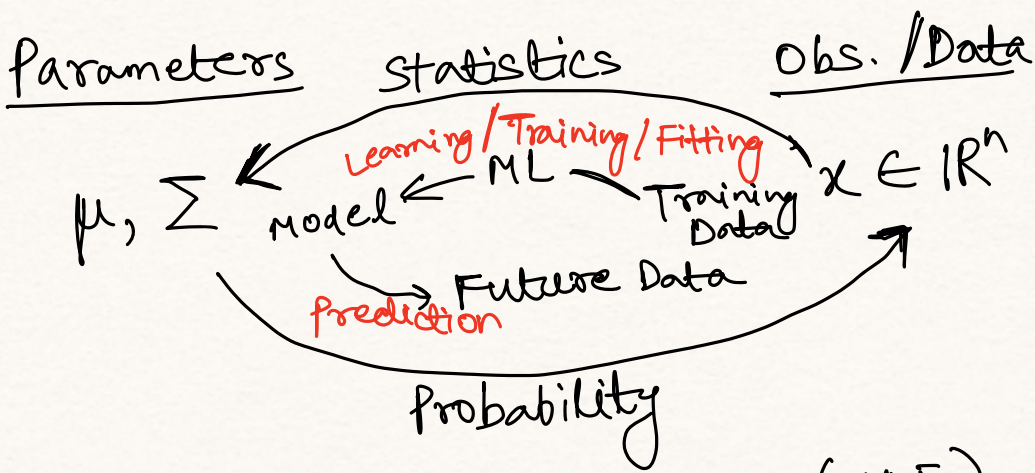 Parameters Statistics Obs. /Data
Learning/Training/Fitting
μ, Σ Model ML Training Data x ∈ ℝⁿ
Future Data
Prediction
Probability